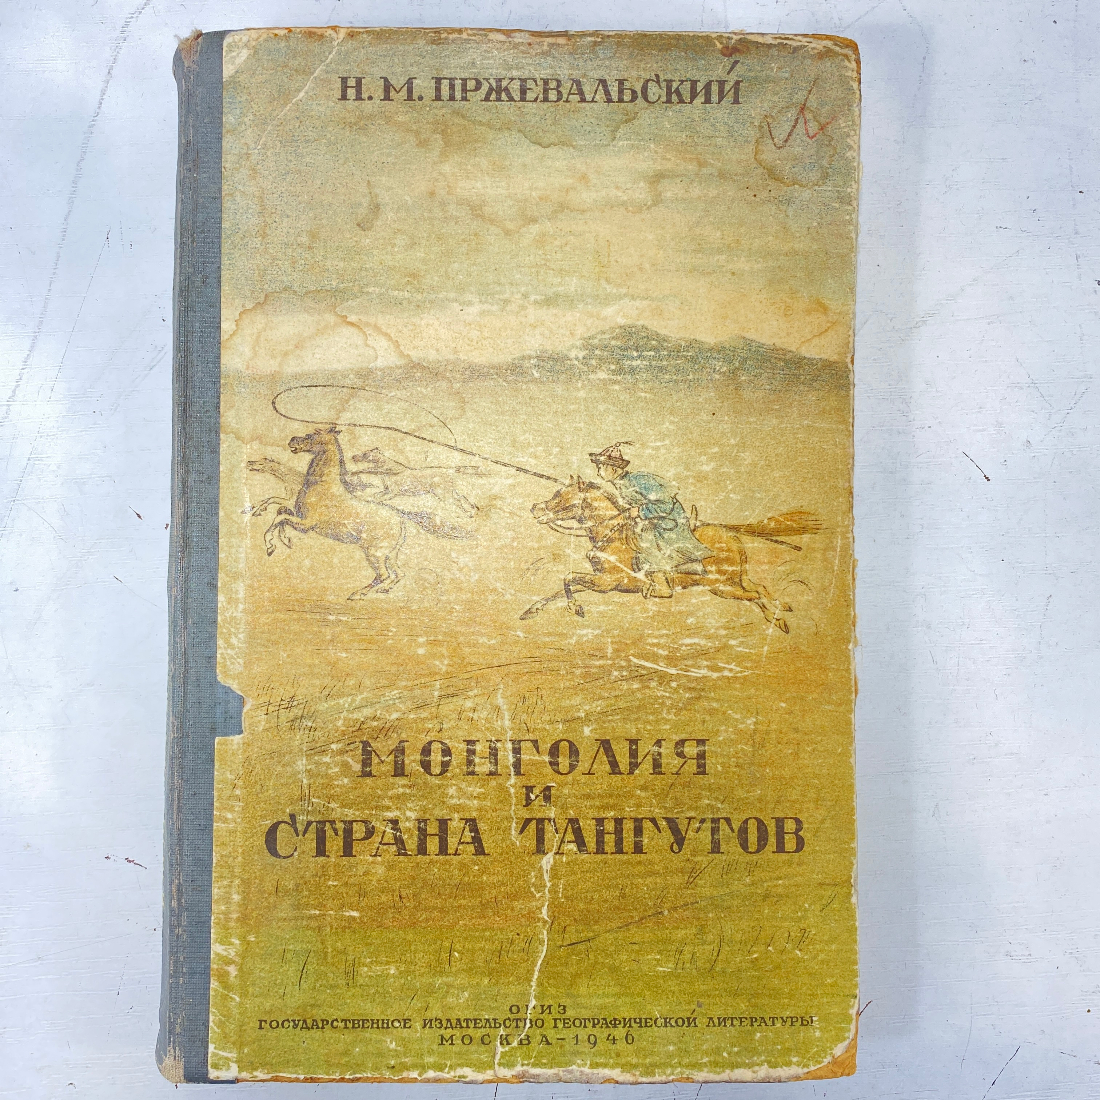 Н. М. ПРЖЕВАЛЬСКИЙ
МОНГОЛИЯ
И
СТРАНА ТАНГУТОВ
ОГИЗ
ГОСУДАРСТВЕННОЕ ИЗДАТЕЛЬСТВО ГЕОГРАФИЧЕСКОЙ ЛИТЕРАТУРЫ
МОСКВА - 1946